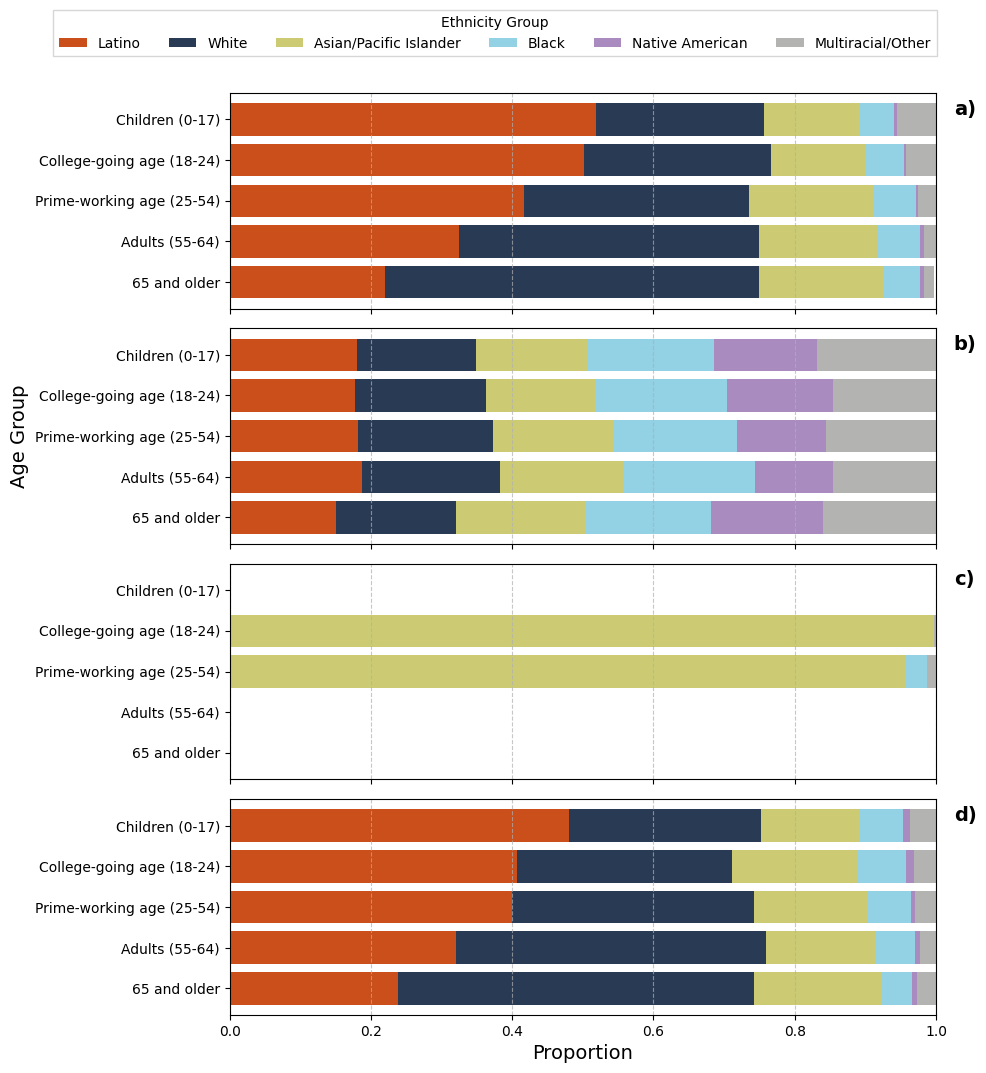 Ethnicity Group
Latino White Asian/Pacific Islander Black Native American Multiracial/Other
a)
Children (0-17)
College-going age (18-24)
Prime-working age (25-54)
Adults (55-64)
65 and older
b)
Children (0-17)
College-going age (18-24)
Prime-working age (25-54)
Adults (55-64)
65 and older
Age Group
c)
Children (0-17)
College-going age (18-24)
Prime-working age (25-54)
Adults (55-64)
65 and older
d)
Children (0-17)
College-going age (18-24)
Prime-working age (25-54)
Adults (55-64)
65 and older
0.0 0.2 0.4 0.6 0.8 1.0
Proportion